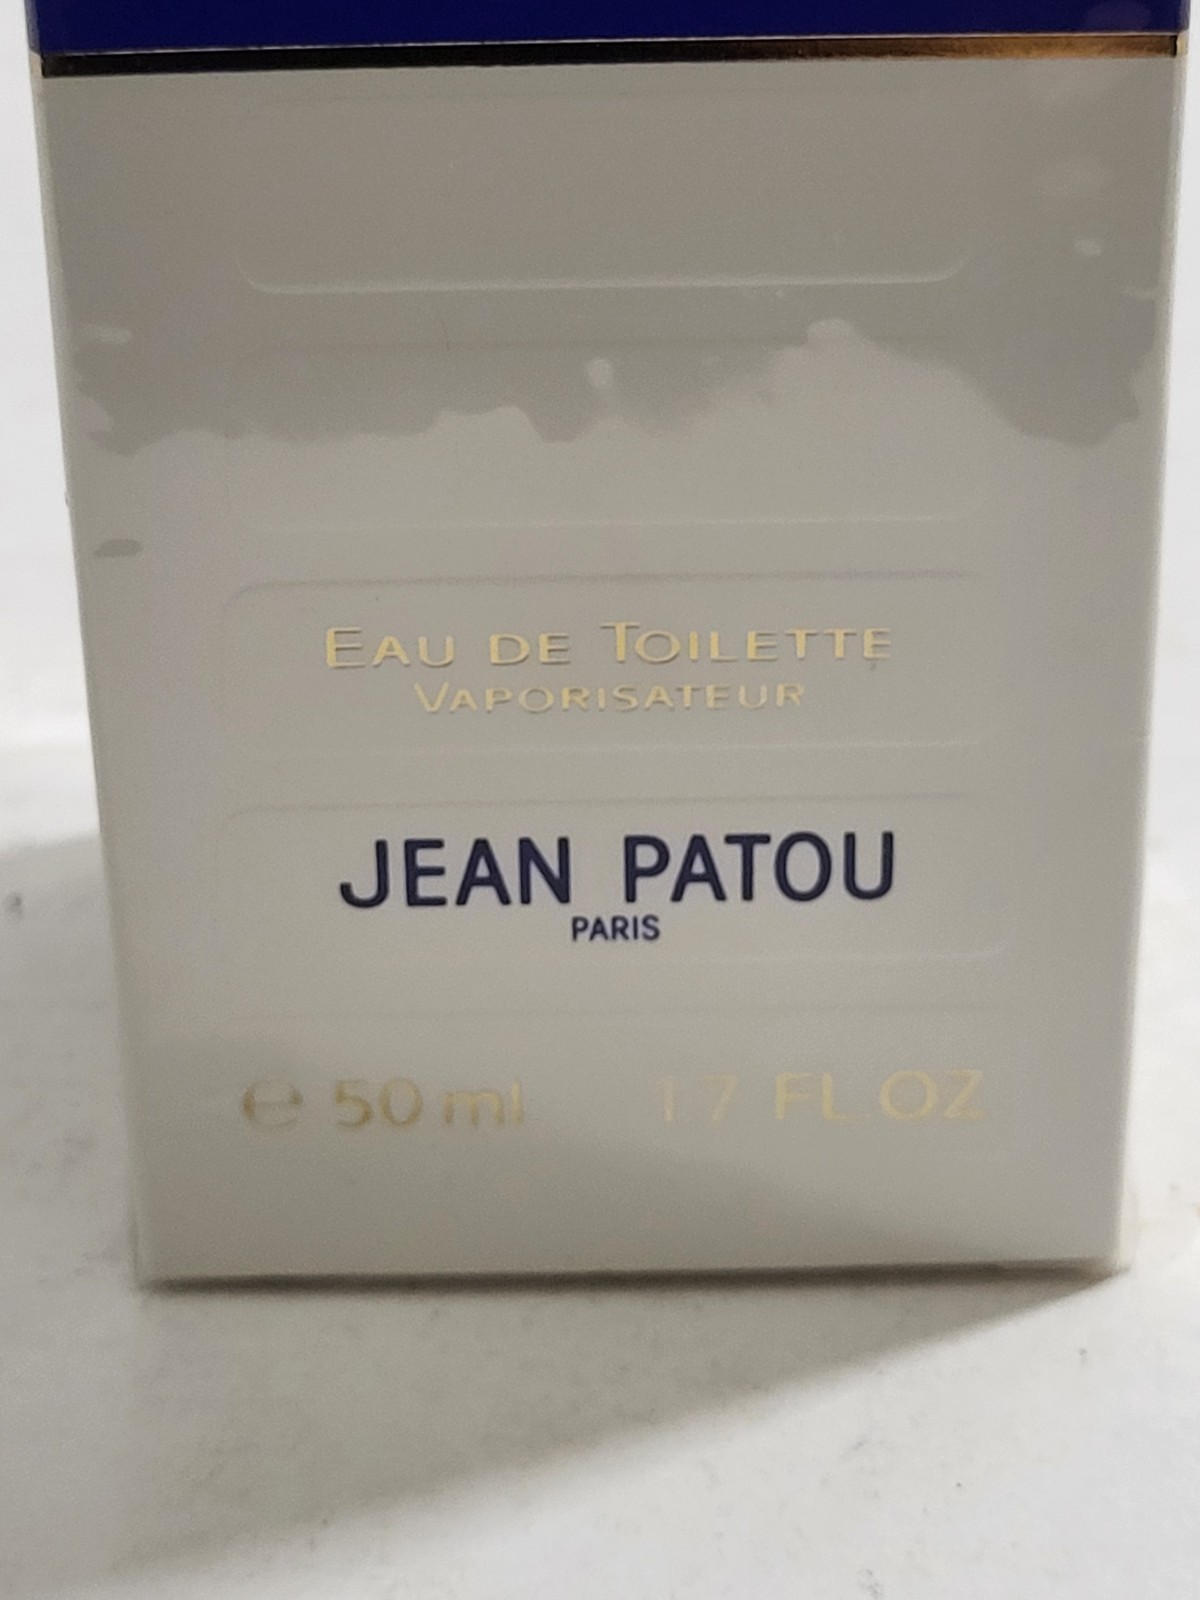 EAU DE TOILETTE
VAPORISATEUR
JEAN PATOU
PARIS
℮ 50 ml 1.7 FL.OZ